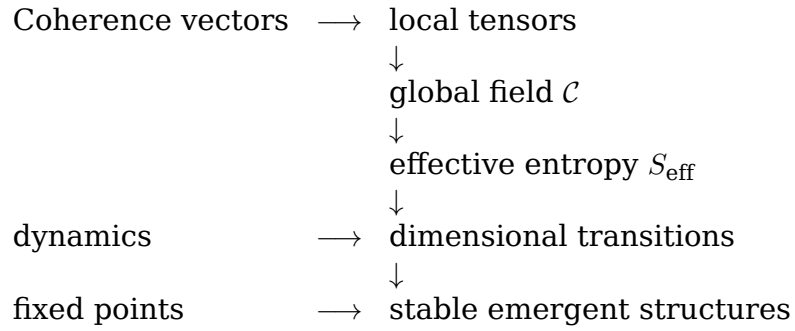 Coherence vectors ⟶ local tensors
↓
global field 𝒞
↓
effective entropy S_eff
↓
dynamics ⟶ dimensional transitions
↓
fixed points ⟶ stable emergent structures